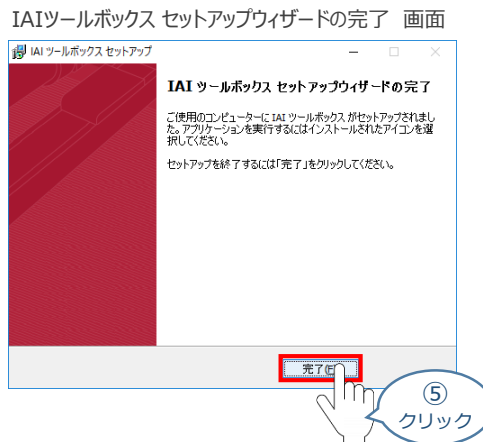 IAIツールボックス セットアップウィザードの完了 画面
IAI ツールボックス セットアップ
IAI ツールボックス セットアップウィザードの完了
ご使用のコンピューターに IAI ツールボックス がセットアップされまし
た。アプリケーションを実行するにはインストールされたアイコンを選
択してください。
セットアップを終了するには「完了」をクリックしてください。
完了(F)
⑤
クリック